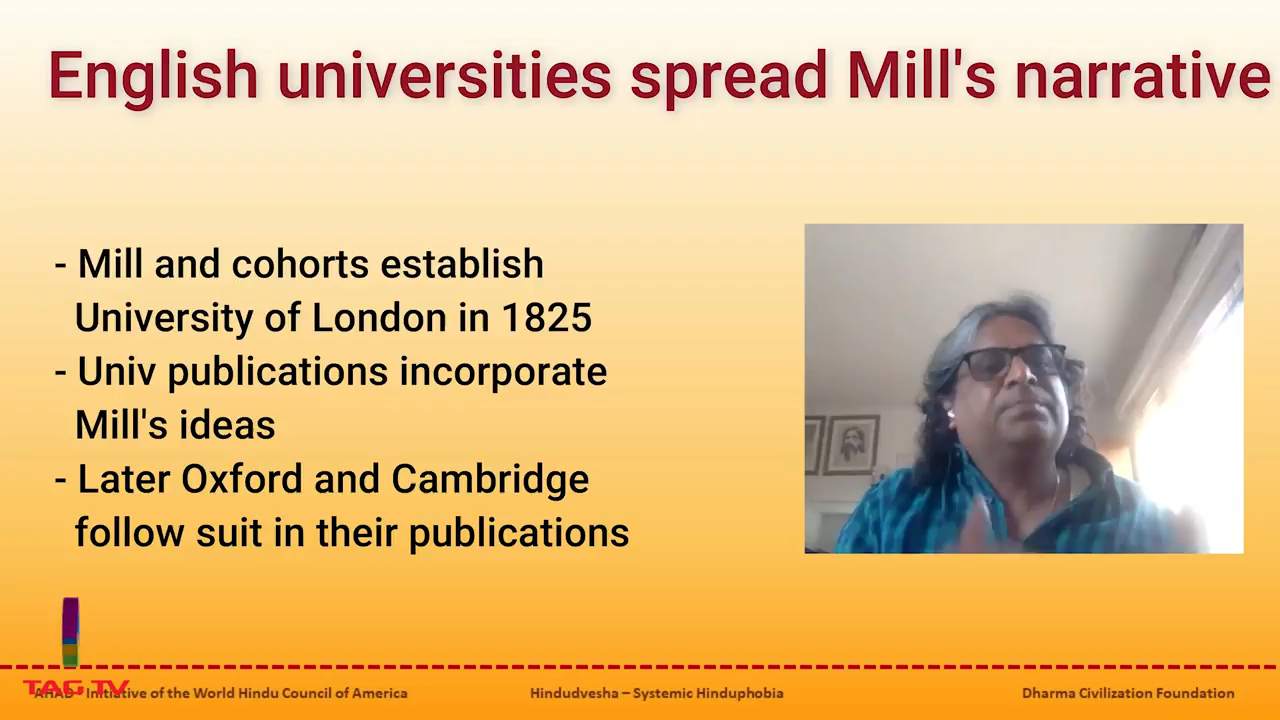 English universities spread Mill's narrative
- Mill and cohorts establish
University of London in 1825
- Univ publications incorporate
Mill's ideas
- Later Oxford and Cambridge
follow suit in their publications
TAG TV
AHAD - Initiative of the World Hindu Council of America
Hindudvesha – Systemic Hinduphobia
Dharma Civilization Foundation